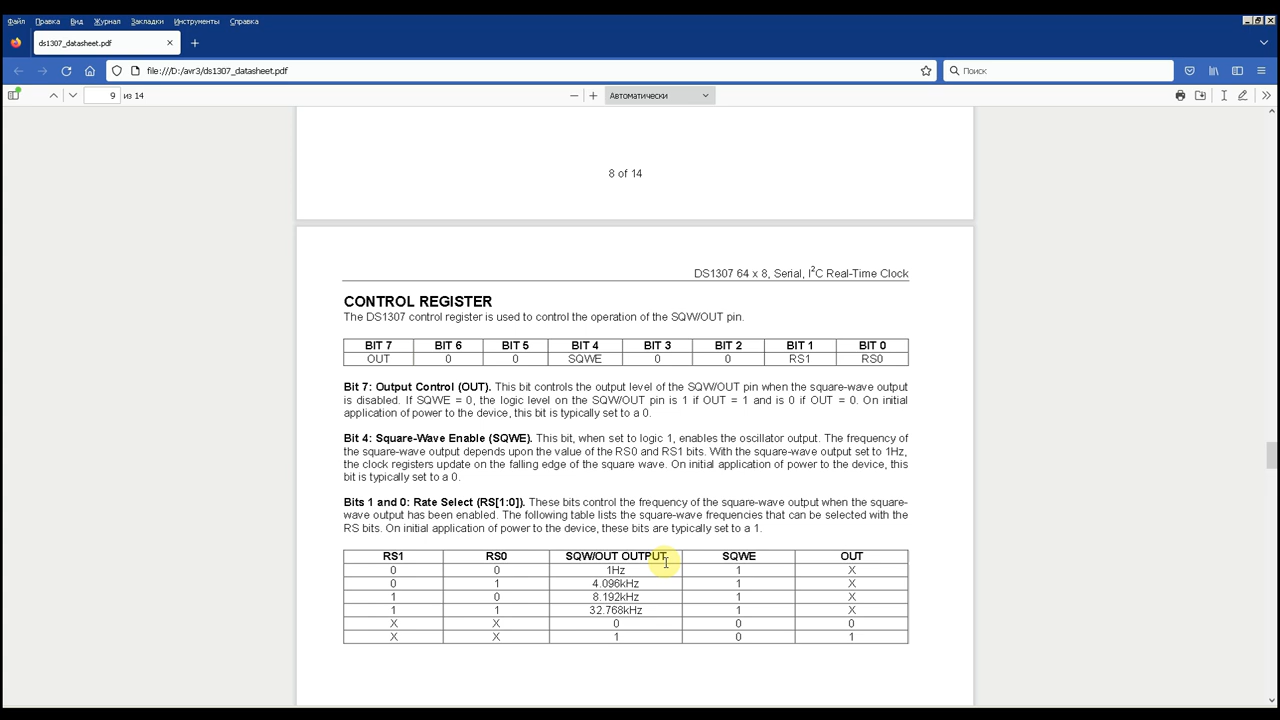 Файл Правка Вид Журнал Закладки Инструменты Справка
ds1307_datasheet.pdf
file:///D:/avr3/ds1307_datasheet.pdf
Поиск
9 из 14
Автоматически
8 of 14
DS1307 64 x 8, Serial, I2C Real-Time Clock
CONTROL REGISTER
The DS1307 control register is used to control the operation of the SQW/OUT pin.
BIT 7 BIT 6 BIT 5 BIT 4 BIT 3 BIT 2 BIT 1 BIT 0
OUT 0 0 SQWE 0 0 RS1 RS0
Bit 7: Output Control (OUT). This bit controls the output level of the SQW/OUT pin when the square-wave output
is disabled. If SQWE = 0, the logic level on the SQW/OUT pin is 1 if OUT = 1 and is 0 if OUT = 0. On initial
application of power to the device, this bit is typically set to a 0.
Bit 4: Square-Wave Enable (SQWE). This bit, when set to logic 1, enables the oscillator output. The frequency of
the square-wave output depends upon the value of the RS0 and RS1 bits. With the square-wave output set to 1Hz,
the clock registers update on the falling edge of the square wave. On initial application of power to the device, this
bit is typically set to a 0.
Bits 1 and 0: Rate Select (RS[1:0]). These bits control the frequency of the square-wave output when the square-
wave output has been enabled. The following table lists the square-wave frequencies that can be selected with the
RS bits. On initial application of power to the device, these bits are typically set to a 1.
RS1 RS0 SQW/OUT OUTPUT SQWE OUT
0 0 1Hz 1 X
0 1 4.096kHz 1 X
1 0 8.192kHz 1 X
1 1 32.768kHz 1 X
X X 0 0 0
X X 1 0 1